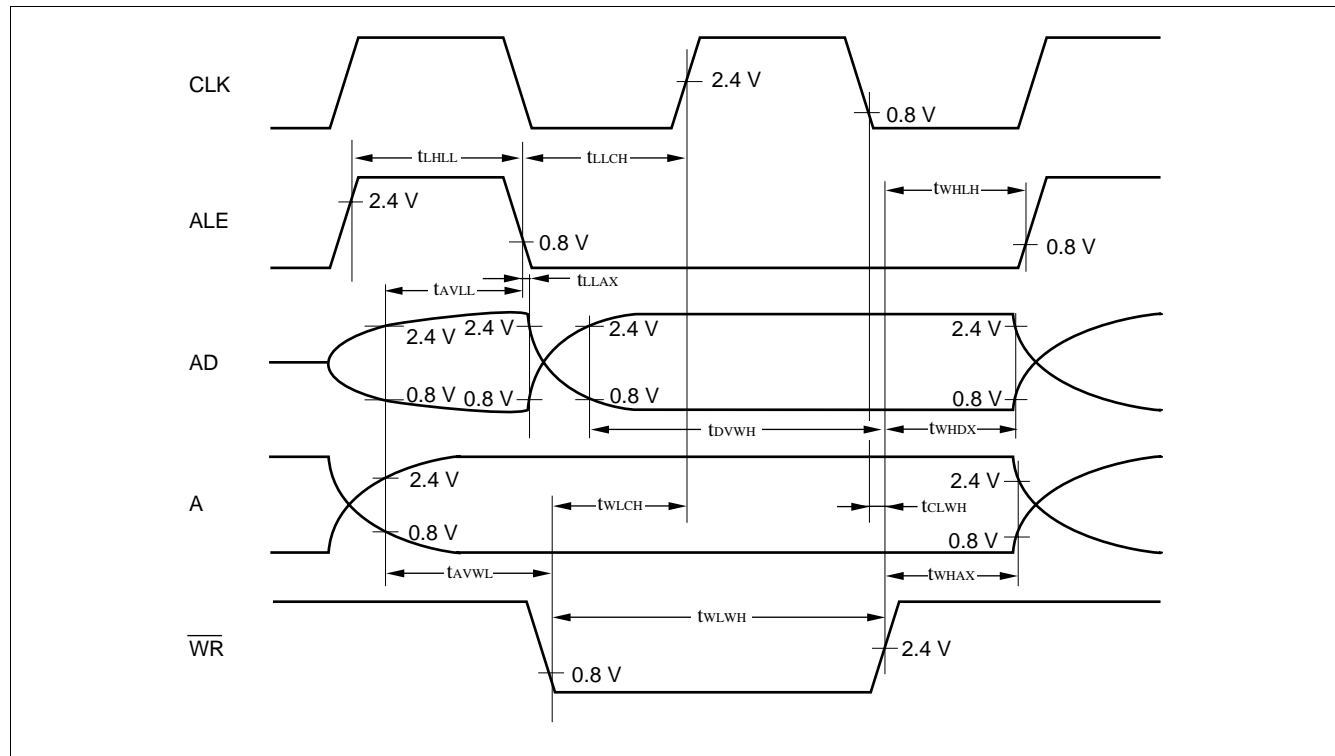 CLK
2.4 V
0.8 V
tLHLL
tLLCH
tWHLH
ALE
2.4 V
0.8 V
0.8 V
tAVLL
tLLAX
AD
2.4 V
2.4 V
2.4 V
2.4 V
0.8 V
0.8 V
0.8 V
0.8 V
tDVWH
tWHDX
A
2.4 V
2.4 V
tWLCH
tCLWH
0.8 V
0.8 V
tAVWL
tWHAX
tWLWH
W̅R̅
2.4 V
0.8 V